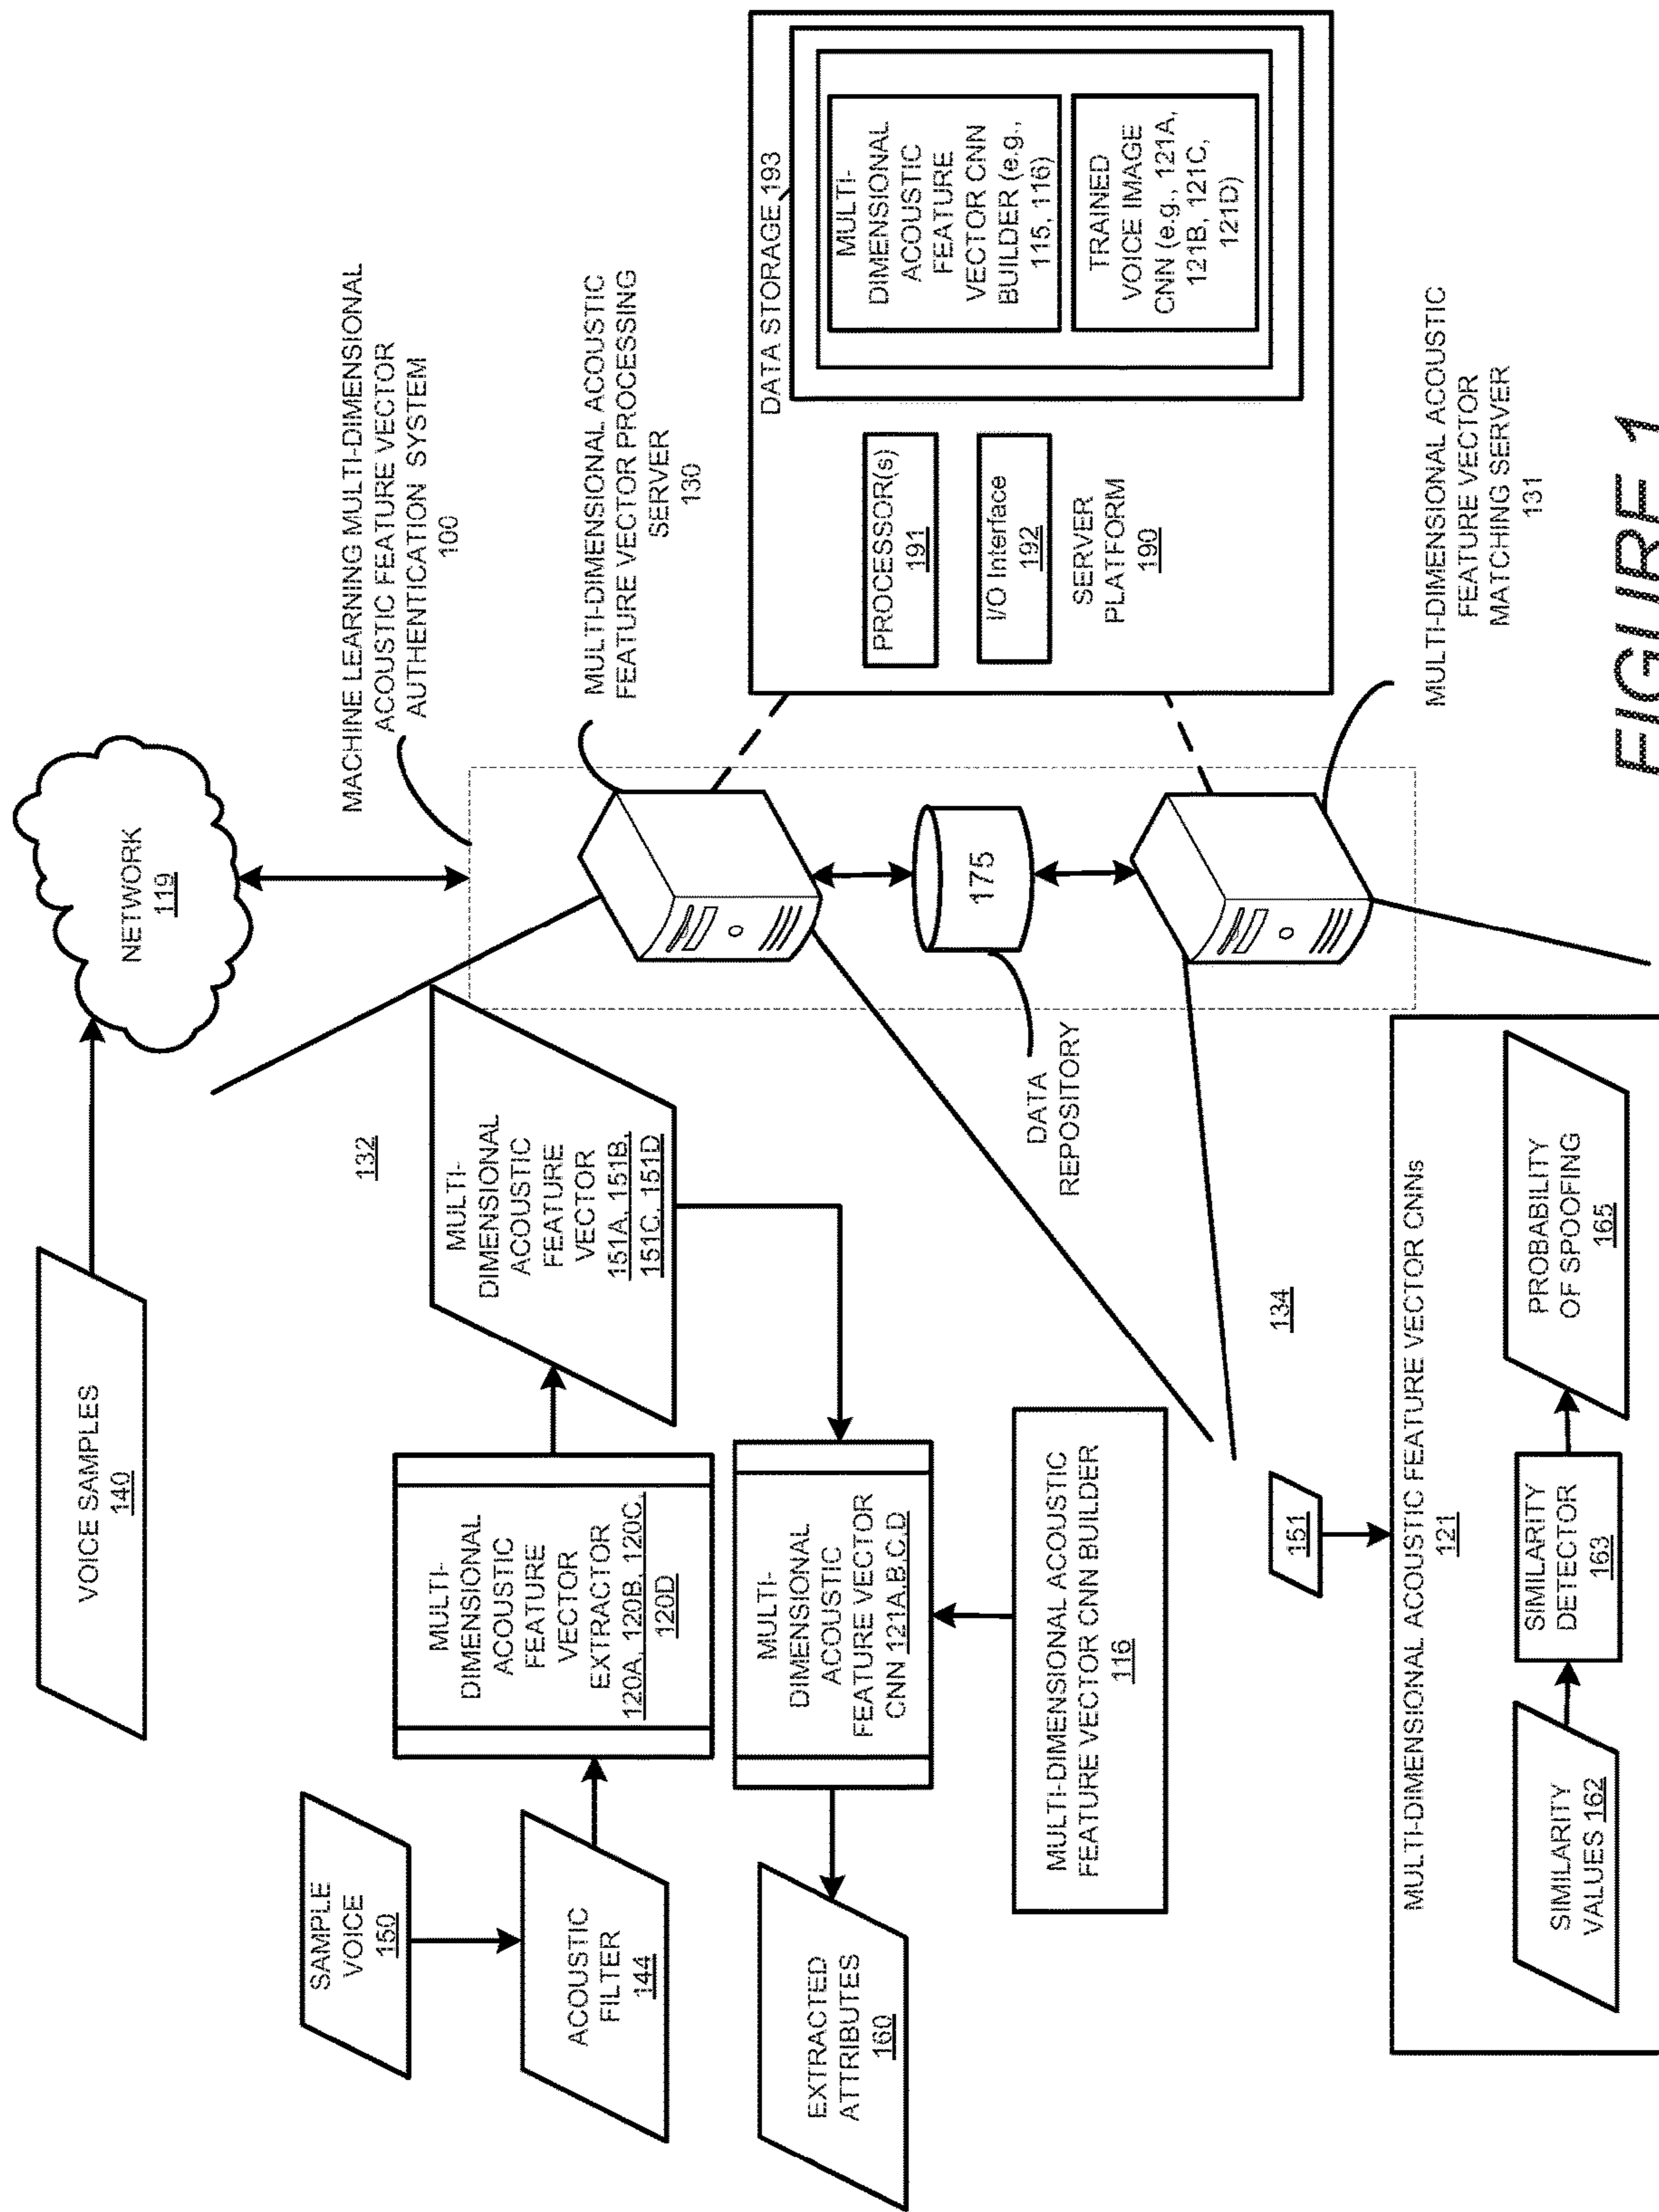 VOICE SAMPLES
140
NETWORK
119
MACHINE LEARNING MULTI-DIMENSIONAL
ACOUSTIC FEATURE VECTOR
AUTHENTICATION SYSTEM
100
SAMPLE
VOICE
150
ACOUSTIC
FILTER
144
MULTI-
DIMENSIONAL
ACOUSTIC
FEATURE
VECTOR
EXTRACTOR
120A, 120B, 120C,
120D
132
MULTI-
DIMENSIONAL
ACOUSTIC
FEATURE
VECTOR
151A, 151B,
151C, 151D
MULTI-DIMENSIONAL ACOUSTIC
FEATURE VECTOR PROCESSING
SERVER
130
EXTRACTED
ATTRIBUTES
160
MULTI-
DIMENSIONAL
ACOUSTIC
FEATURE VECTOR
CNN 121A,B,C,D
MULTI-DIMENSIONAL ACOUSTIC
FEATURE VECTOR CNN BUILDER
116
DATA
REPOSITORY
175
DATA STORAGE 193
PROCESSOR(s)
191
I/O Interface
192
SERVER
PLATFORM
190
MULTI-
DIMENSIONAL
ACOUSTIC
FEATURE
VECTOR CNN
BUILDER (e.g.,
115, 116)
TRAINED
VOICE IMAGE
CNN (e.g., 121A,
121B, 121C,
121D)
134
151
MULTI-DIMENSIONAL ACOUSTIC
FEATURE VECTOR
MATCHING SERVER
131
MULTI-DIMENSIONAL ACOUSTIC FEATURE VECTOR CNNs
121
SIMILARITY
VALUES 162
SIMILARITY
DETECTOR
163
PROBABILITY
OF SPOOFING
165
FIGURE 1